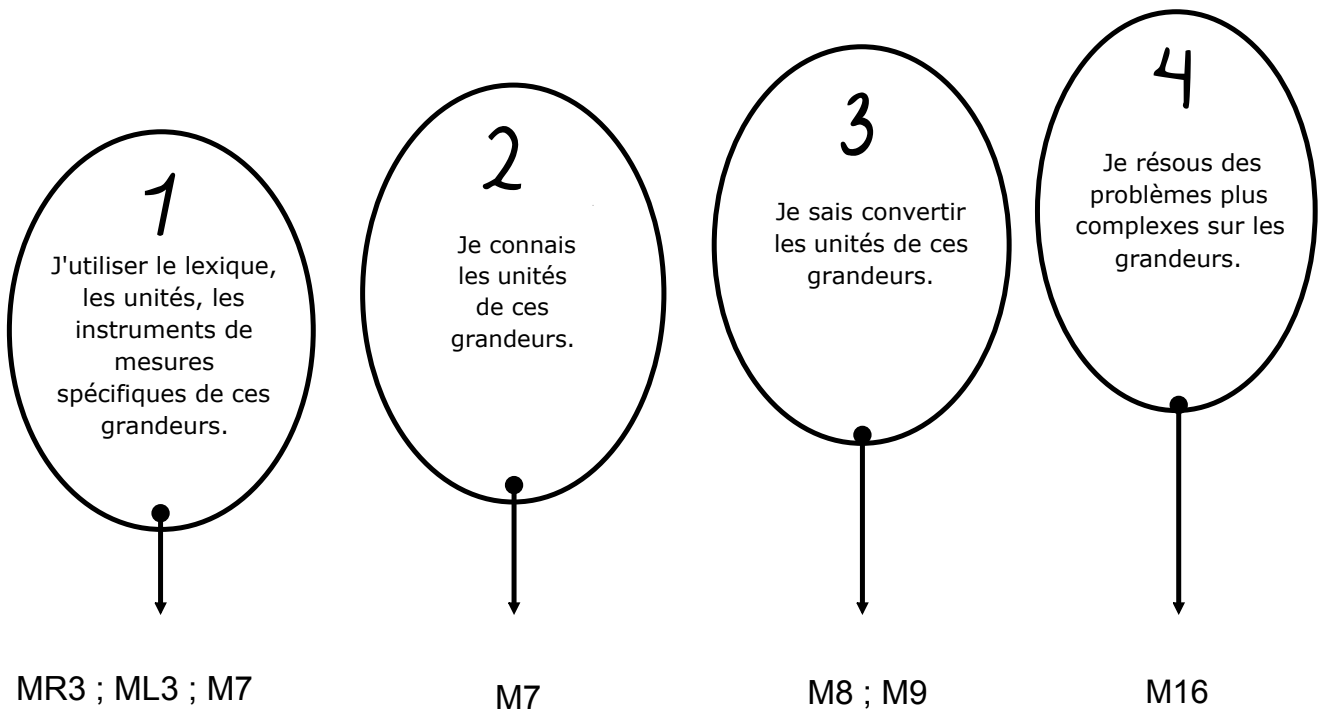 1
J'utiliser le lexique,
les unités, les
instruments de
mesures
spécifiques de ces
grandeurs.
MR3 ; ML3 ; M7
2
Je connais
les unités
de ces
grandeurs.
M7
3
Je sais convertir
les unités de ces
grandeurs.
M8 ; M9
4
Je résous des
problèmes plus
complexes sur les
grandeurs.
M16